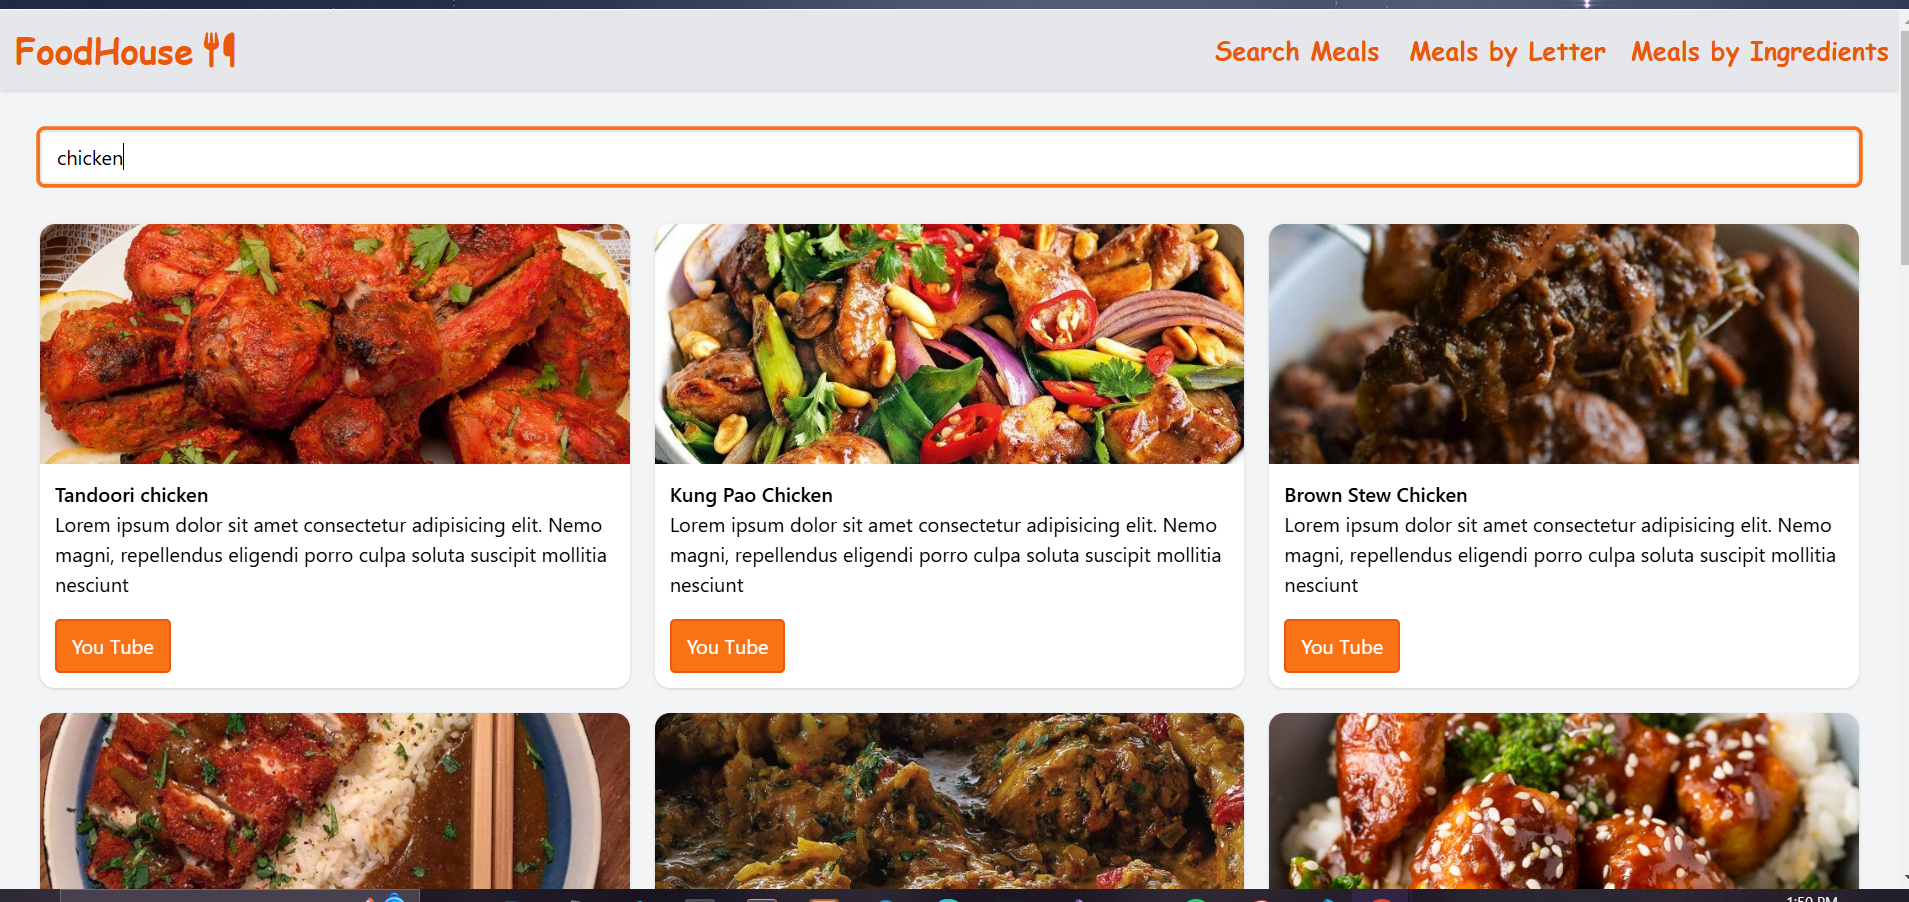 FoodHouse
Search Meals Meals by Letter Meals by Ingredients
chicken
Tandoori chicken
Lorem ipsum dolor sit amet consectetur adipisicing elit. Nemo
magni, repellendus eligendi porro culpa soluta suscipit mollitia
nesciunt
You Tube
Kung Pao Chicken
Lorem ipsum dolor sit amet consectetur adipisicing elit. Nemo
magni, repellendus eligendi porro culpa soluta suscipit mollitia
nesciunt
You Tube
Brown Stew Chicken
Lorem ipsum dolor sit amet consectetur adipisicing elit. Nemo
magni, repellendus eligendi porro culpa soluta suscipit mollitia
nesciunt
You Tube
1:50 PM